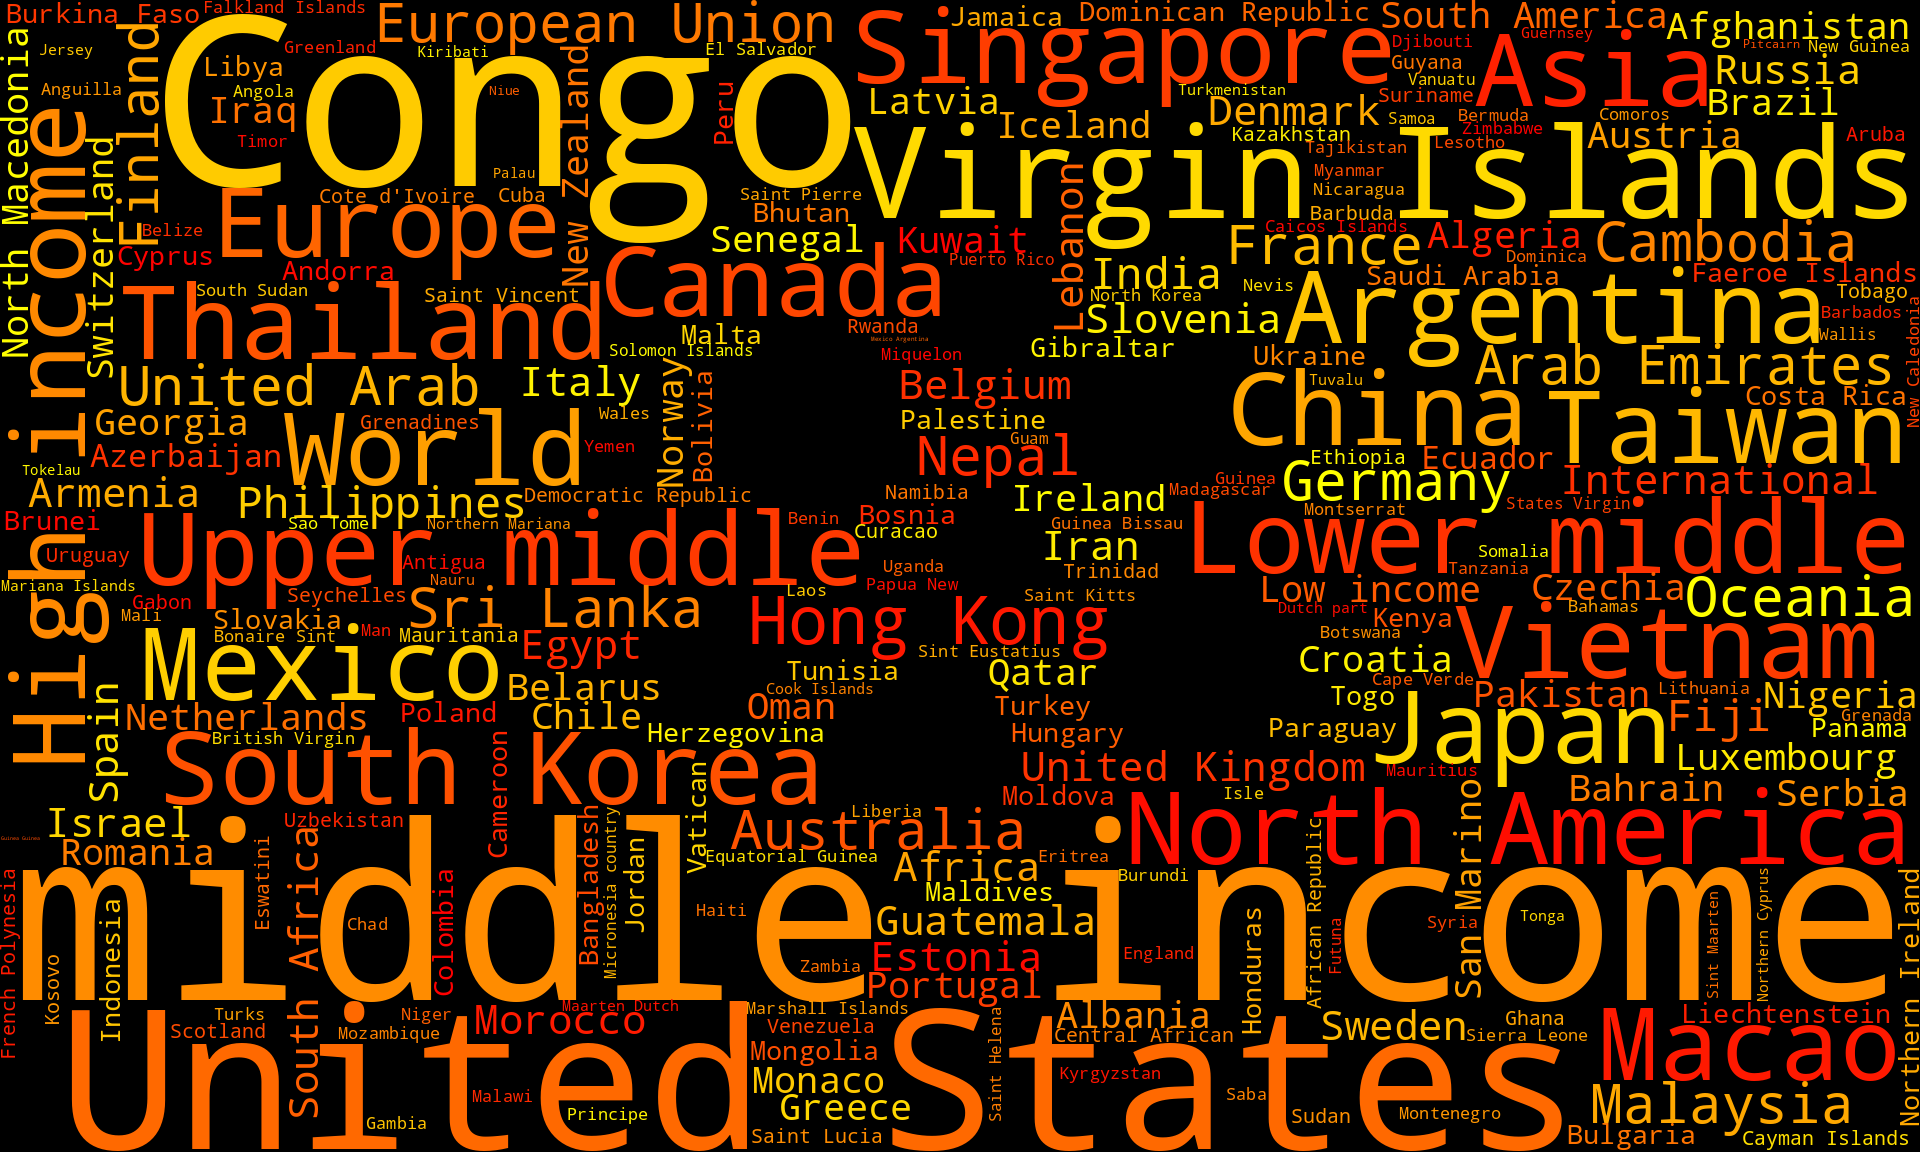 Burkina Faso
Falkland Islands
European Union
Jamaica
Dominican Republic
South America
Afghanistan
Singapore
Djibouti
Guernsey
Asia
Pitcairn
New Guinea
Jersey
Finland
Congo
Greenland
Kiribati
El Salvador
North Macedonia
Libya
Guyana
Vanuatu
Russia
Anguilla
Angola
Niue
Peru
Latvia
Turkmenistan
Suriname
Brazil
Iraq
New Zealand
Iceland
Denmark
Samoa
Bermuda
Comoros
Timor
Kazakhstan
Zimbabwe
Austria
Aruba
High income
Switzerland
Virgin Islands
Tajikistan
Lesotho
Palau
Lebanon
Myanmar
Cote d'Ivoire
Cuba
Saint Pierre
Nicaragua
Europe
Bhutan
Barbuda
Belize
Senegal
Kuwait
Caicos Islands
France
Algeria
Cambodia
Cyprus
Andorra
Canada
Puerto Rico
Dominica
India
Saudi Arabia
Faeroe Islands
South Sudan
Saint Vincent
North Korea
Nevis
Argentina
Tobago
Thailand
Malta
Rwanda
Slovenia
Barbados
Mexico Argentina
Wallis
Solomon Islands
Miquelon
Gibraltar
Ukraine
New Caledonia
United Arab
Italy
Norway
Bolivia
Belgium
China
Tuvalu
Arab Emirates
Georgia
Grenadines
Wales
Palestine
Taiwan
Costa Rica
World
Yemen
Nepal
Guam
Azerbaijan
Ethiopia
Ecuador
Tokelau
Armenia
Philippines
Democratic Republic
Namibia
Ireland
Guinea
Madagascar
Germany
International
Brunei
Sao Tome
Northern Mariana
Benin
Bosnia
Guinea Bissau
Montserrat
States Virgin
Upper middle
Curacao
Iran
Lower middle
Uruguay
Antigua
Uganda
Trinidad
Somalia
Tanzania
Mariana Islands
Nauru
Laos
Papua New
Low income
Czechia
Oceania
Gabon
Seychelles
Sri Lanka
Saint Kitts
Dutch part
Bahamas
Mali
Slovakia
Hong Kong
Kenya
Vietnam
Bonaire Sint
Man
Mauritania
Egypt
Sint Eustatius
Botswana
Mexico
Tunisia
Qatar
Croatia
Spain
Belarus
Cook Islands
Cape Verde
Togo
Pakistan
Lithuania
Nigeria
Netherlands
Poland
Chile
Oman
Turkey
Japan
Fiji
Grenada
British Virgin
Herzegovina
Hungary
Paraguay
Panama
South Korea
Cameroon
United Kingdom
Mauritius
Luxembourg
Vatican
Moldova
Isle
San Marino
Bahrain
Serbia
Israel
Uzbekistan
Bangladesh
Micronesia country
Liberia
North America
Guinea Guinea
Australia
Romania
South Africa
Jordan
Equatorial Guinea
Africa
Eritrea
African Republic
French Polynesia
middle income
Eswatini
Colombia
Maldives
Burundi
Northern Ireland
Indonesia
Chad
Haiti
Guatemala
Honduras
Syria
Tonga
Sint Maarten
Northern Cyprus
Kosovo
Zambia
Estonia
England
Futuna
Portugal
Turks
Niger
Maarten Dutch
Marshall Islands
Saint Helena
Albania
Ghana
Liechtenstein
Scotland
Mozambique
Morocco
Venezuela
Central African
Sweden
Sierra Leone
Macao
United States
Mongolia
Malawi
Monaco
Kyrgyzstan
Gambia
Principe
Greece
Saba
Sudan
Montenegro
Malaysia
Saint Lucia
Bulgaria
Cayman Islands